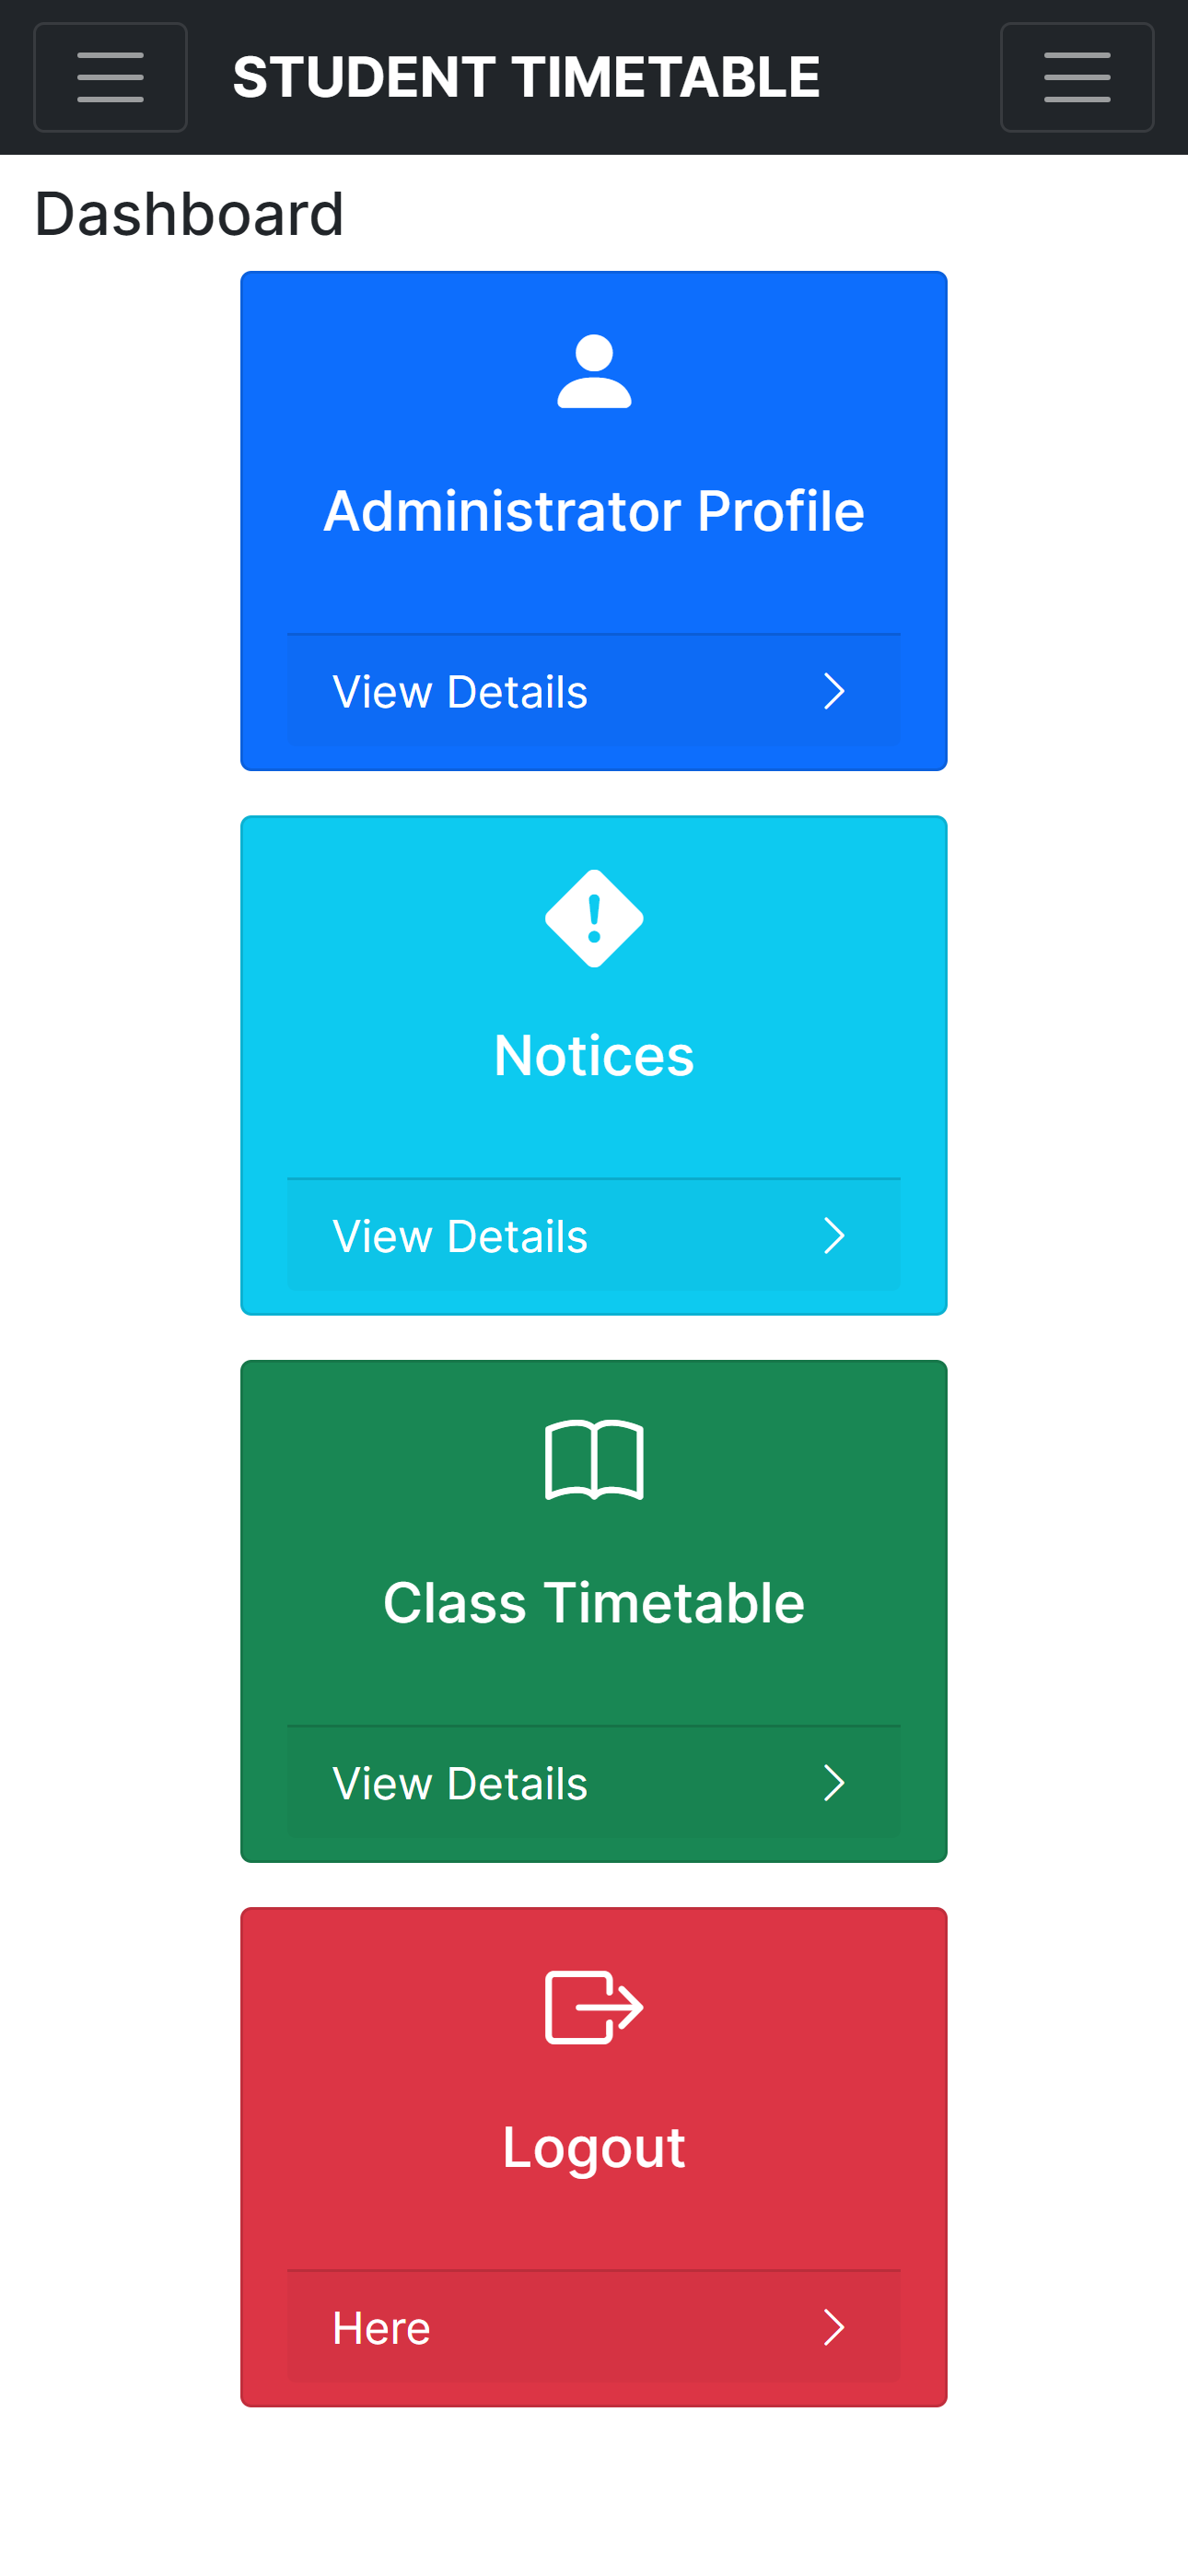 STUDENT TIMETABLE
Dashboard
Administrator Profile
View Details
Notices
View Details
Class Timetable
View Details
Logout
Here